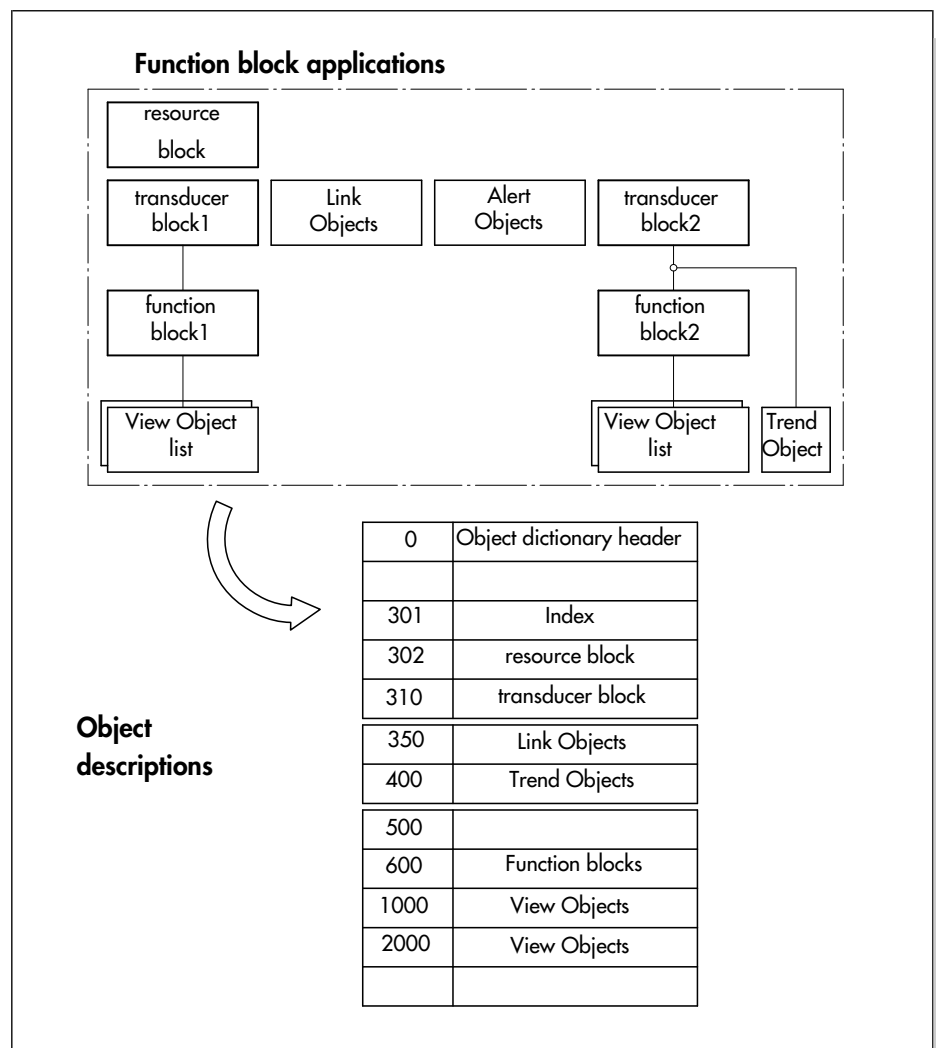 Function block applications
resource
block
transducer
block1
Link
Objects
Alert
Objects
transducer
block2
function
block1
function
block2
View Object
list
View Object
list
Trend
Object
0 Object dictionary header
301 Index
302 resource block
310 transducer block
Object
descriptions
350 Link Objects
400 Trend Objects
500
600 Function blocks
1000 View Objects
2000 View Objects